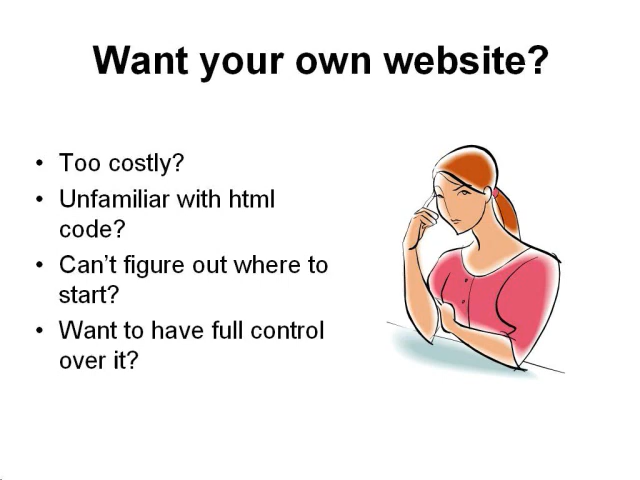 Want your own website?
• Too costly?
• Unfamiliar with html
code?
• Can't figure out where to
start?
• Want to have full control
over it?